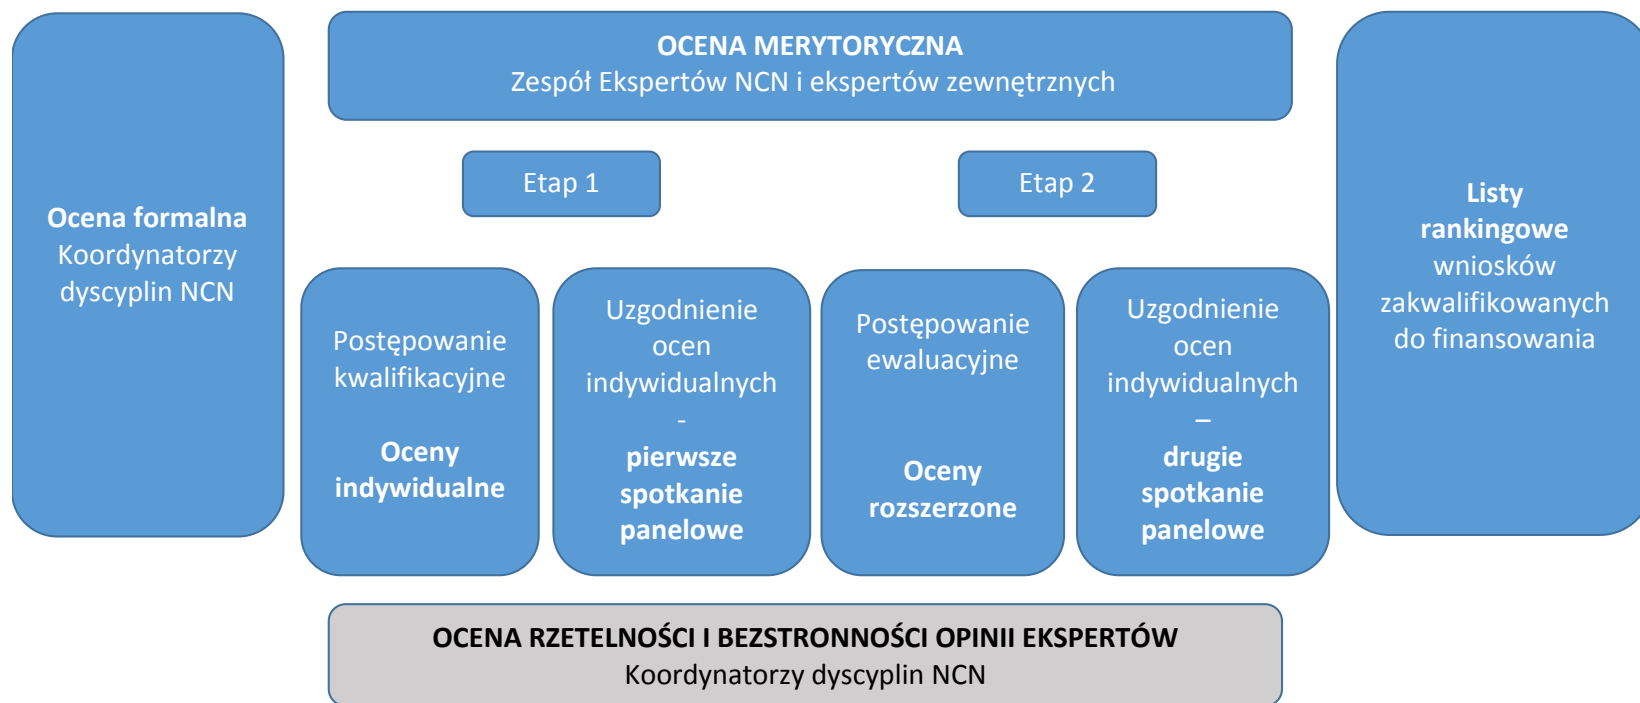 Ocena formalna
Koordynatorzy
dyscyplin NCN
OCENA MERYTORYCZNA
Zespół Ekspertów NCN i ekspertów zewnętrznych
Etap 1
Etap 2
Postępowanie
kwalifikacyjne
Oceny
indywidualne
Uzgodnienie
ocen
indywidualnych
-
pierwsze
spotkanie
panelowe
Postępowanie
ewaluacyjne
Oceny
rozszerzone
Uzgodnienie
ocen
indywidualnych
–
drugie
spotkanie
panelowe
Listy
rankingowe
wniosków
zakwalifikowanych
do finansowania
OCENA RZETELNOŚCI I BEZSTRONNOŚCI OPINII EKSPERTÓW
Koordynatorzy dyscyplin NCN